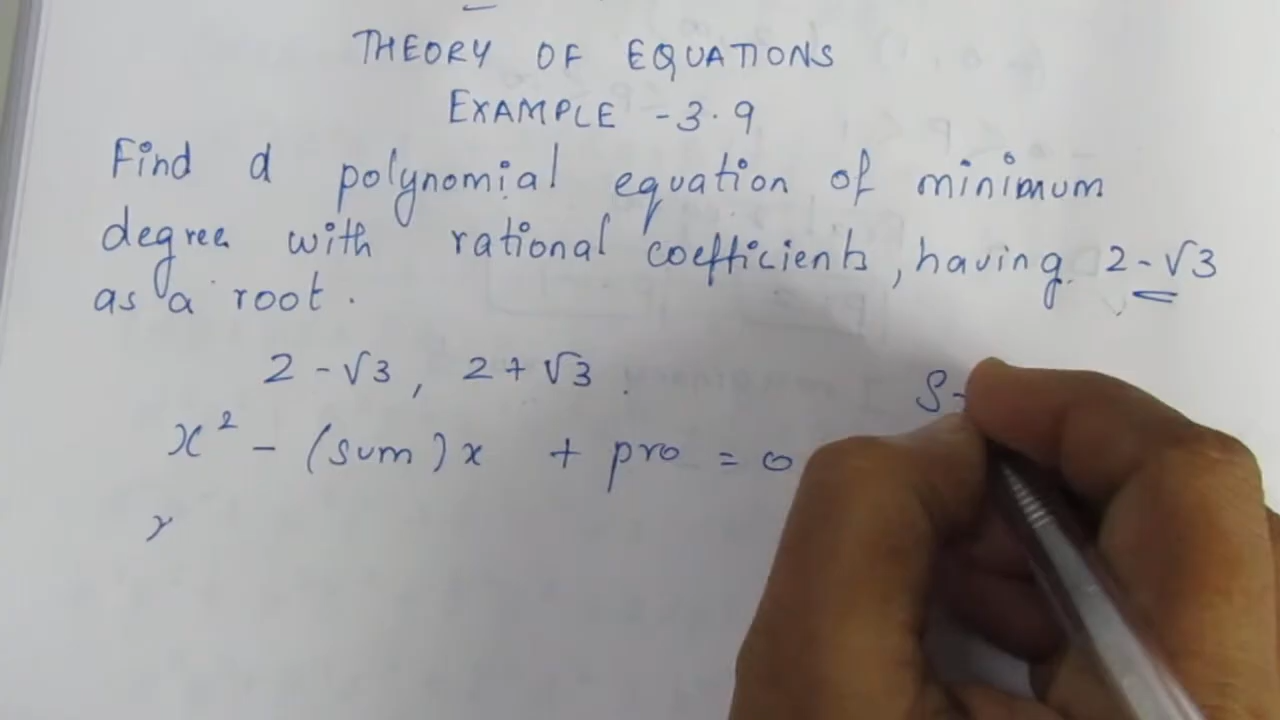 THEORY OF EQUATIONS
EXAMPLE - 3.9
Find a polynomial equation of minimum
degree with rational coefficients, having 2-√3
as a root.
2-√3, 2+√3.
x² - (sum)x + pro = 0
S-
x